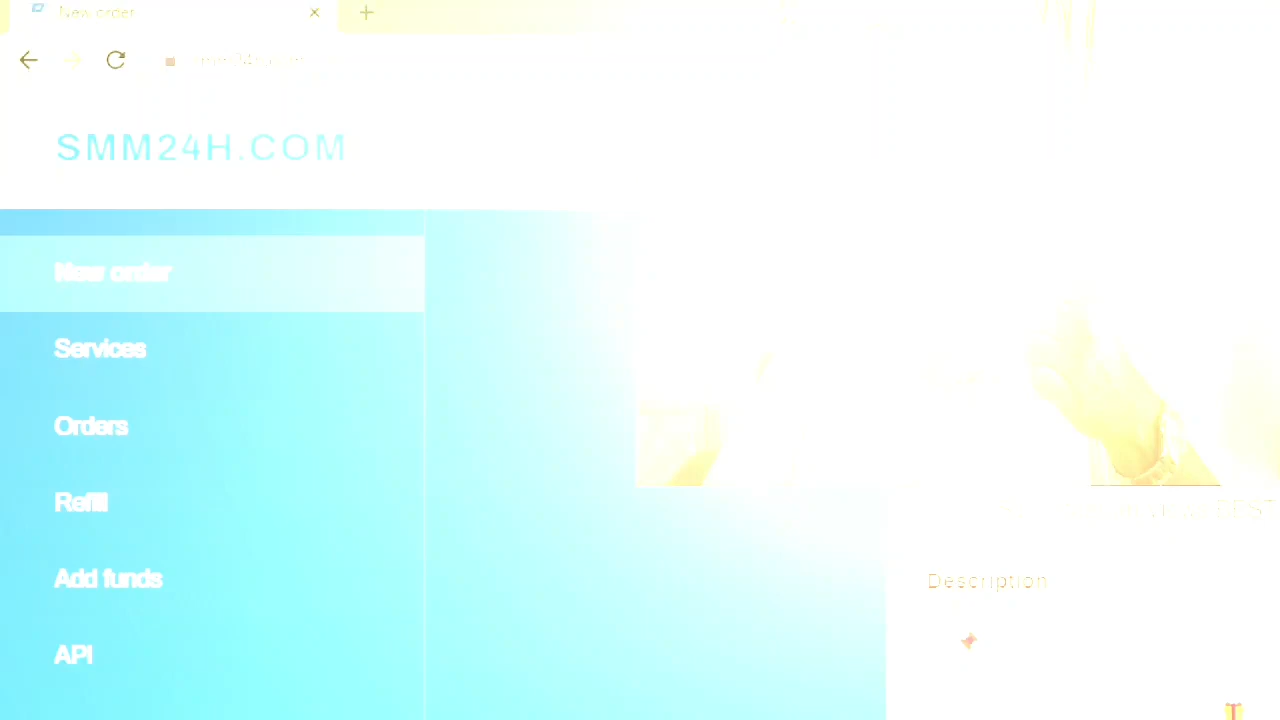 New order
SMM24H.COM
New order
Services
Orders
Refill
Add funds
API
Description